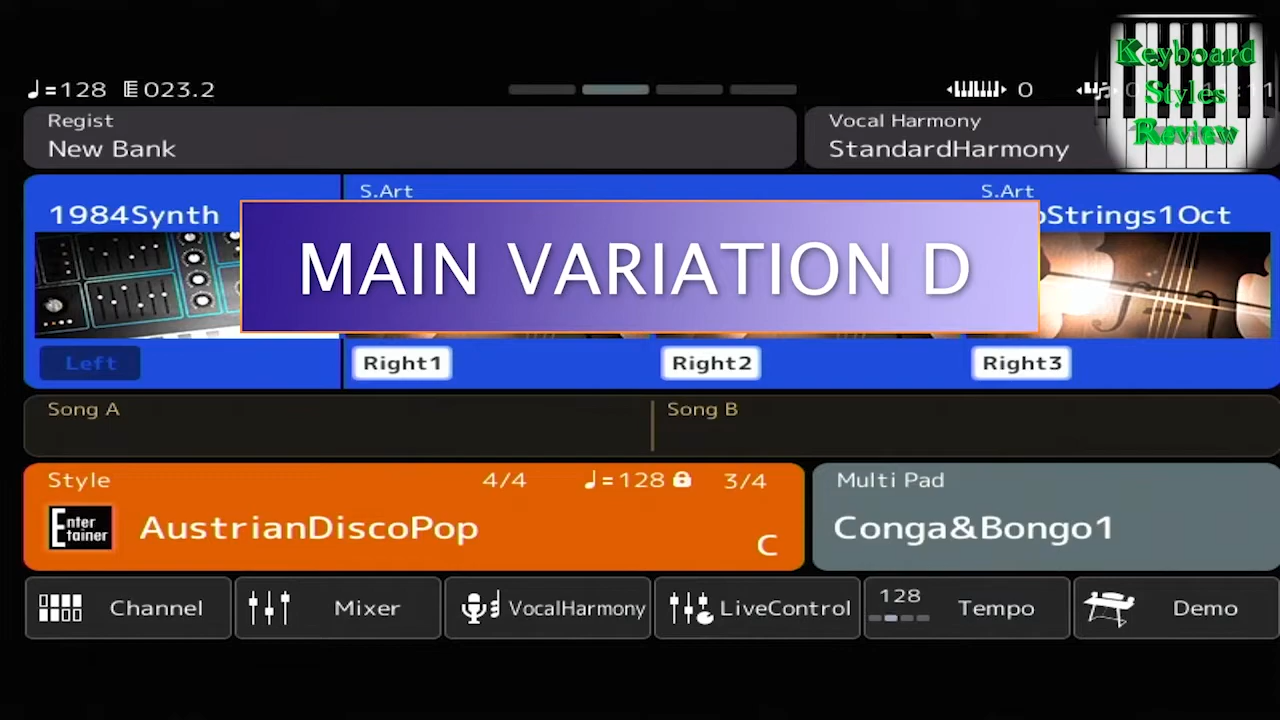 ♩=128 023.2
0
Keyboard
Styles
Review
Regist
New Bank
Vocal Harmony
StandardHarmony
1984Synth
S.Art
S.Art
Strings1Oct
MAIN VARIATION D
Left
Right1
Right2
Right3
Song A
Song B
Style
4/4 ♩=128 3/4
Enter
tainer
AustrianDiscoPop
C
Multi Pad
Conga&Bongo1
Channel
Mixer
VocalHarmony
LiveControl
128
Tempo
Demo